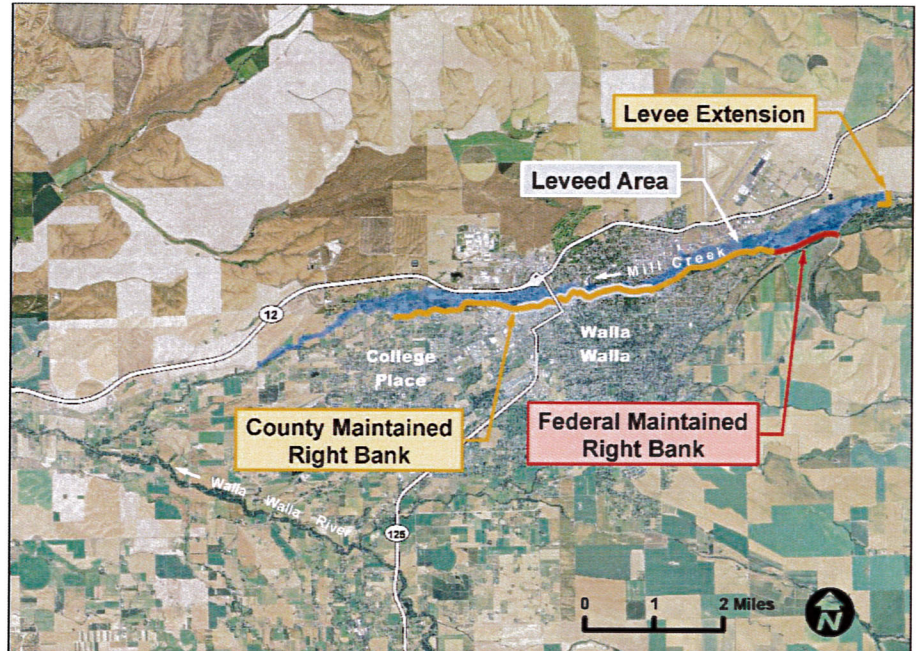 Levee Extension
Leveed Area
Mill Creek
12
College
Place
Walla
Walla
County Maintained
Right Bank
Federal Maintained
Right Bank
Walla Walla River
125
0 1 2 Miles
N